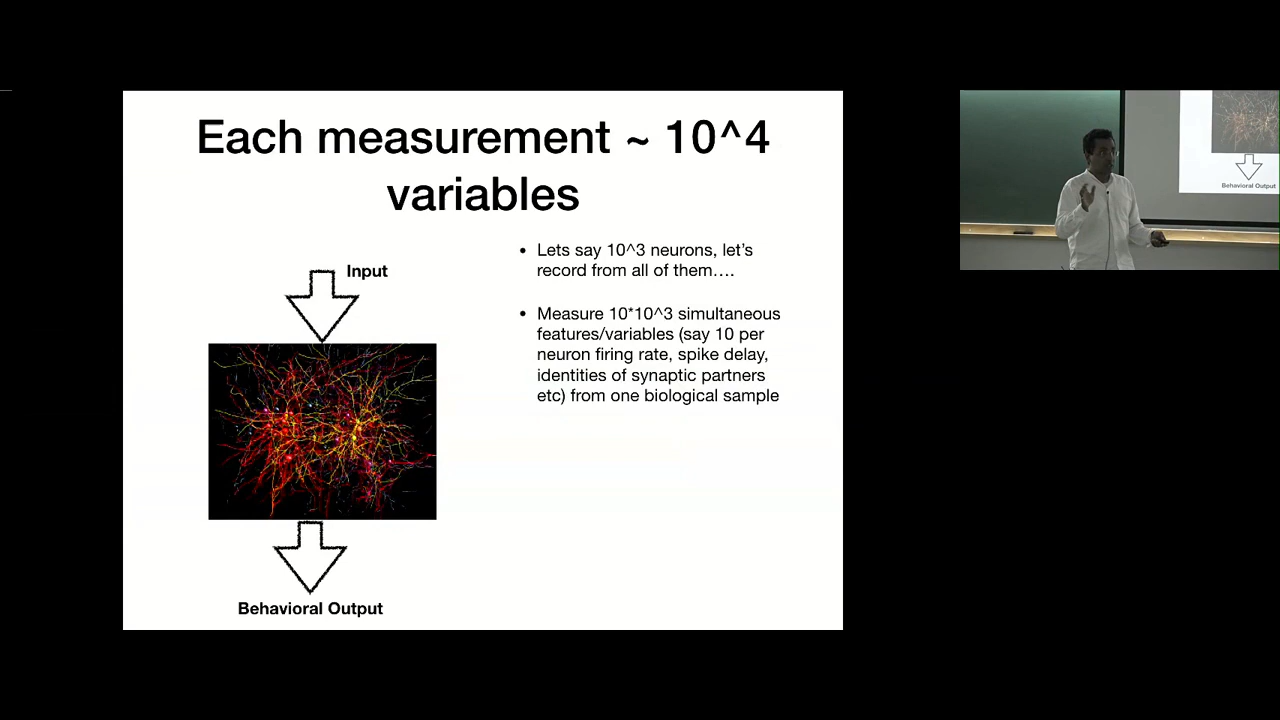 Each measurement ~ 10^4
variables
Input
• Lets say 10^3 neurons, let's
record from all of them….
• Measure 10*10^3 simultaneous
features/variables (say 10 per
neuron firing rate, spike delay,
identities of synaptic partners
etc) from one biological sample
Behavioral Output
Behavioral Output